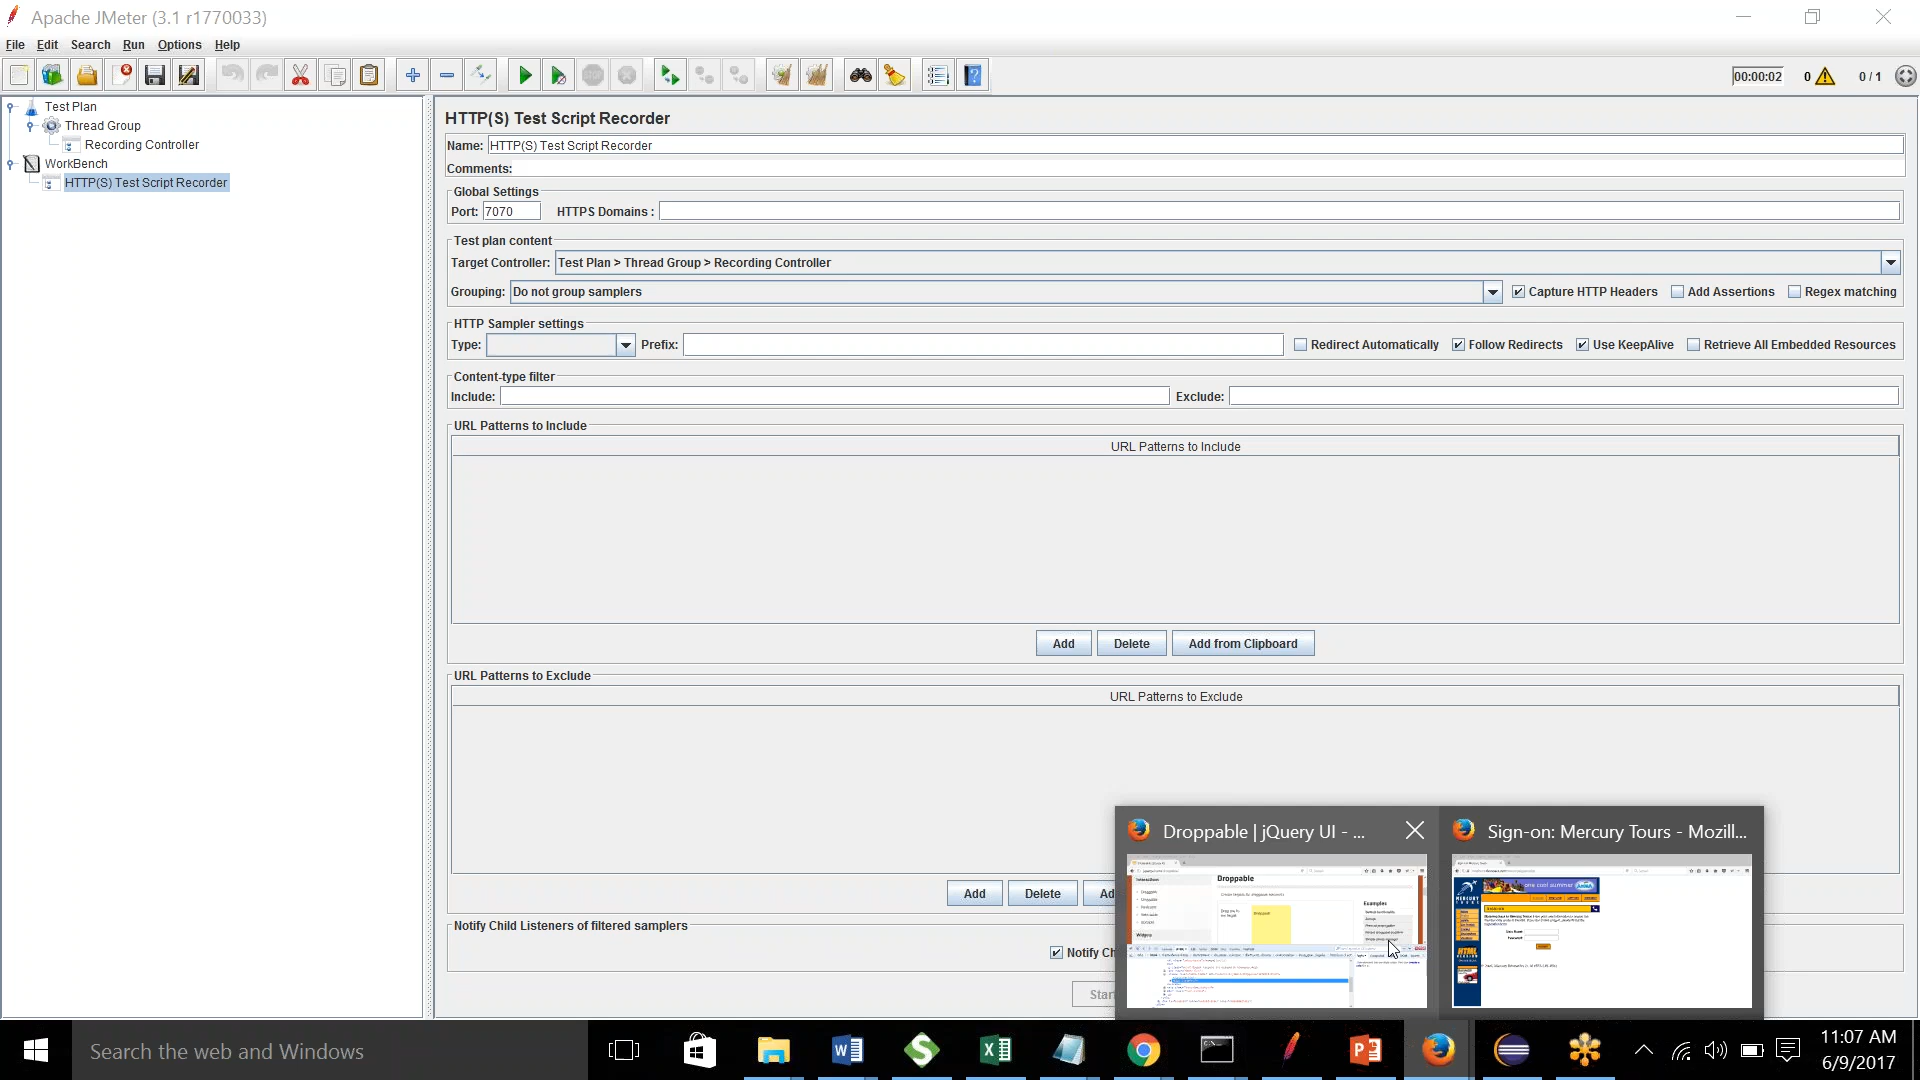 Apache JMeter (3.1 r1770033)
File Edit Search Run Options Help
00:00:02 0 0 / 1
Test Plan
Thread Group
Recording Controller
WorkBench
HTTP(S) Test Script Recorder
HTTP(S) Test Script Recorder
Name: HTTP(S) Test Script Recorder
Comments:
Global Settings
Port: 7070 HTTPS Domains :
Test plan content
Target Controller: Test Plan > Thread Group > Recording Controller
Grouping: Do not group samplers Capture HTTP Headers Add Assertions Regex matching
HTTP Sampler settings
Type: Prefix: Redirect Automatically Follow Redirects Use KeepAlive Retrieve All Embedded Resources
Content-type filter
Include: Exclude:
URL Patterns to Include
URL Patterns to Include
Add Delete Add from Clipboard
URL Patterns to Exclude
URL Patterns to Exclude
Add Delete Ad
Notify Child Listeners of filtered samplers
Notify Ch
Start
Droppable | jQuery UI - ... Sign-on: Mercury Tours - Mozill...
Droppable
Examples
Search the web and Windows
11:07 AM
6/9/2017